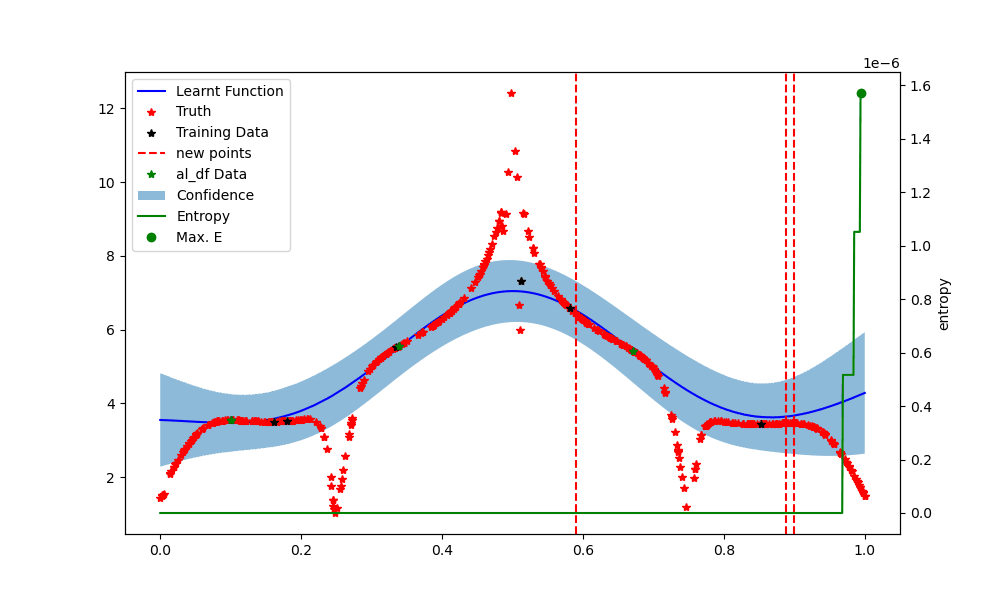 1e−6
Learnt Function
Truth
Training Data
new points
al_df Data
Confidence
Entropy
Max. E
12
10
8
6
4
2
1.6
1.4
1.2
1.0
0.8
0.6
0.4
0.2
0.0
entropy
0.0 0.2 0.4 0.6 0.8 1.0